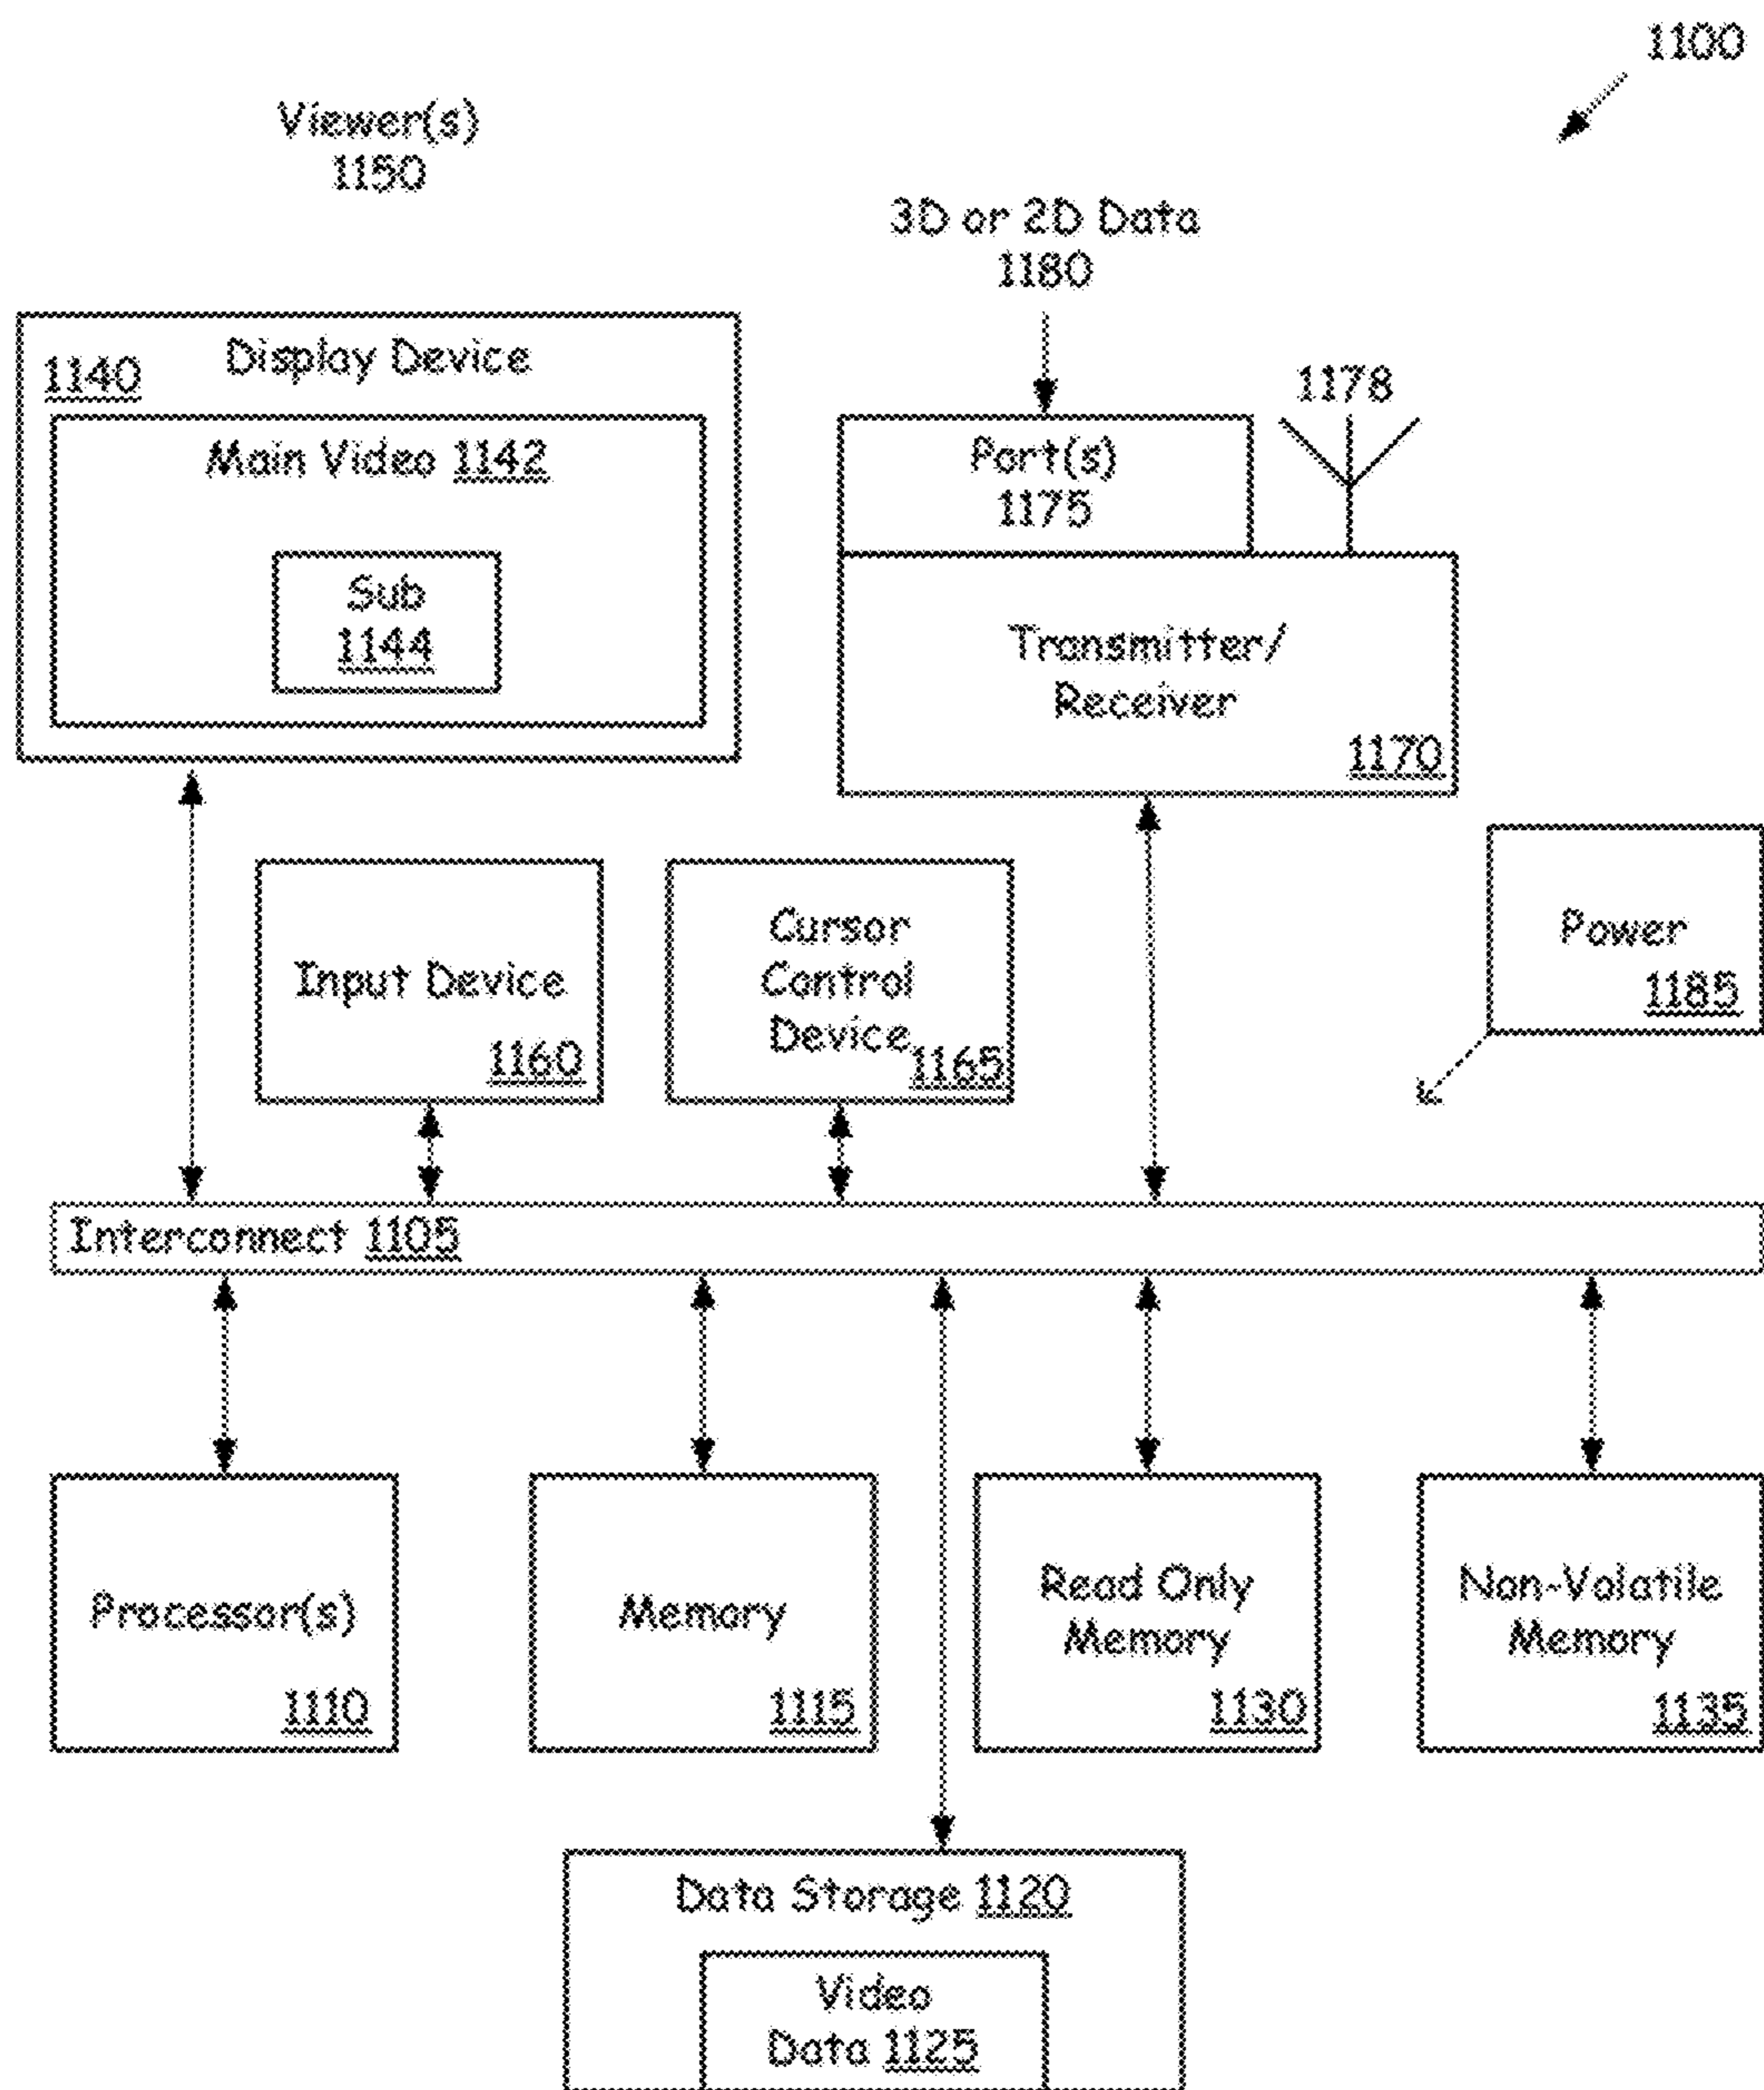 1100
Viewer(s)
1150
3D or 2D Data
1180
1140
Display Device
1178
Main Video 1142
Port(s)
1175
Sub
1144
Transmitter/
Receiver
1170
Input Device
1160
Cursor
Control
Device
1165
Power
1185
Interconnect 1105
Processor(s)
1110
Memory
1115
Read Only
Memory
1130
Non-Volatile
Memory
1135
Data Storage 1120
Video
Data 1125